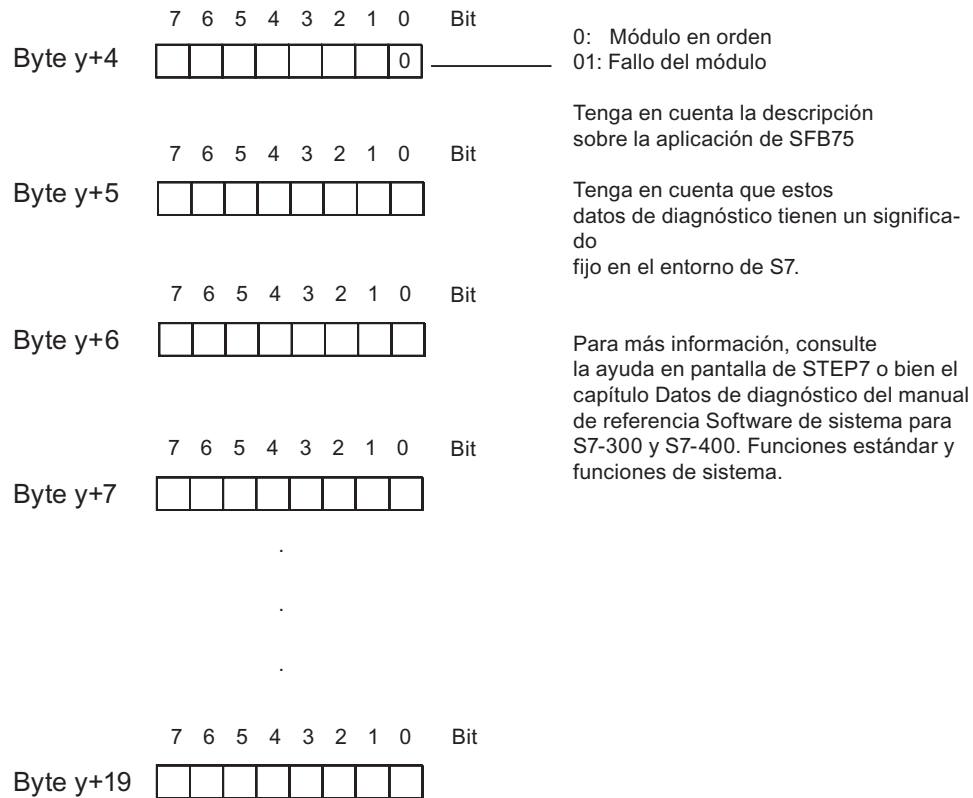 7 6 5 4 3 2 1 0 Bit
Byte y+4
0
0: Módulo en orden
01: Fallo del módulo
Tenga en cuenta la descripción
sobre la aplicación de SFB75
7 6 5 4 3 2 1 0 Bit
Byte y+5
Tenga en cuenta que estos
datos de diagnóstico tienen un significa-
do
fijo en el entorno de S7.
7 6 5 4 3 2 1 0 Bit
Byte y+6
Para más información, consulte
la ayuda en pantalla de STEP7 o bien el
capítulo Datos de diagnóstico del manual
de referencia Software de sistema para
S7-300 y S7-400. Funciones estándar y
funciones de sistema.
7 6 5 4 3 2 1 0 Bit
Byte y+7
.
.
.
7 6 5 4 3 2 1 0 Bit
Byte y+19